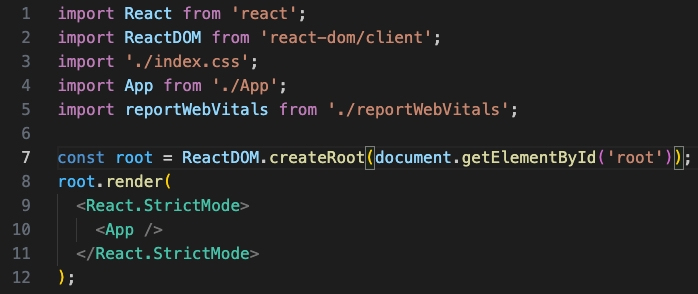 1 import React from 'react';
2 import ReactDOM from 'react-dom/client';
3 import './index.css';
4 import App from './App';
5 import reportWebVitals from './reportWebVitals';
6
7 const root = ReactDOM.createRoot(document.getElementById('root'));
8 root.render(
9   <React.StrictMode>
10     <App />
11   </React.StrictMode>
12 );